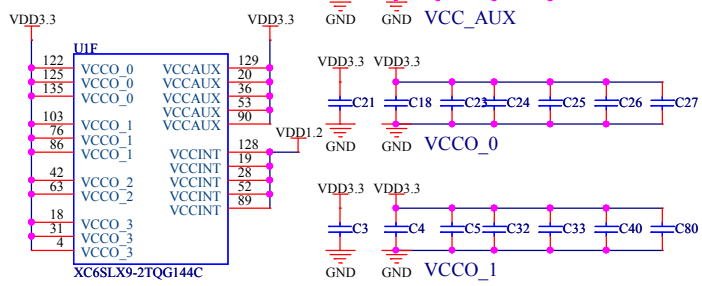 GND GND VCC_AUX
VDD3.3 VDD3.3
U1F
122 VCCO_0 VCCAUX 129
125 VCCO_0 VCCAUX 20
135 VCCO_0 VCCAUX 36
VCCAUX 53
103 VCCO_1 VCCAUX 90
76 VCCO_1
86 VCCO_1 VCCINT 128
VDD1.2
VCCINT 19
42 VCCO_2 VCCINT 28
63 VCCO_2 VCCINT 52
VCCINT 89
18 VCCO_3
31 VCCO_3
4 VCCO_3
XC6SLX9-2TQG144C
VDD3.3 VDD3.3
C21 C18 C23 C24 C25 C26 C27
GND GND VCCO_0
VDD3.3 VDD3.3
C3 C4 C5 C32 C33 C40 C80
GND GND VCCO_1